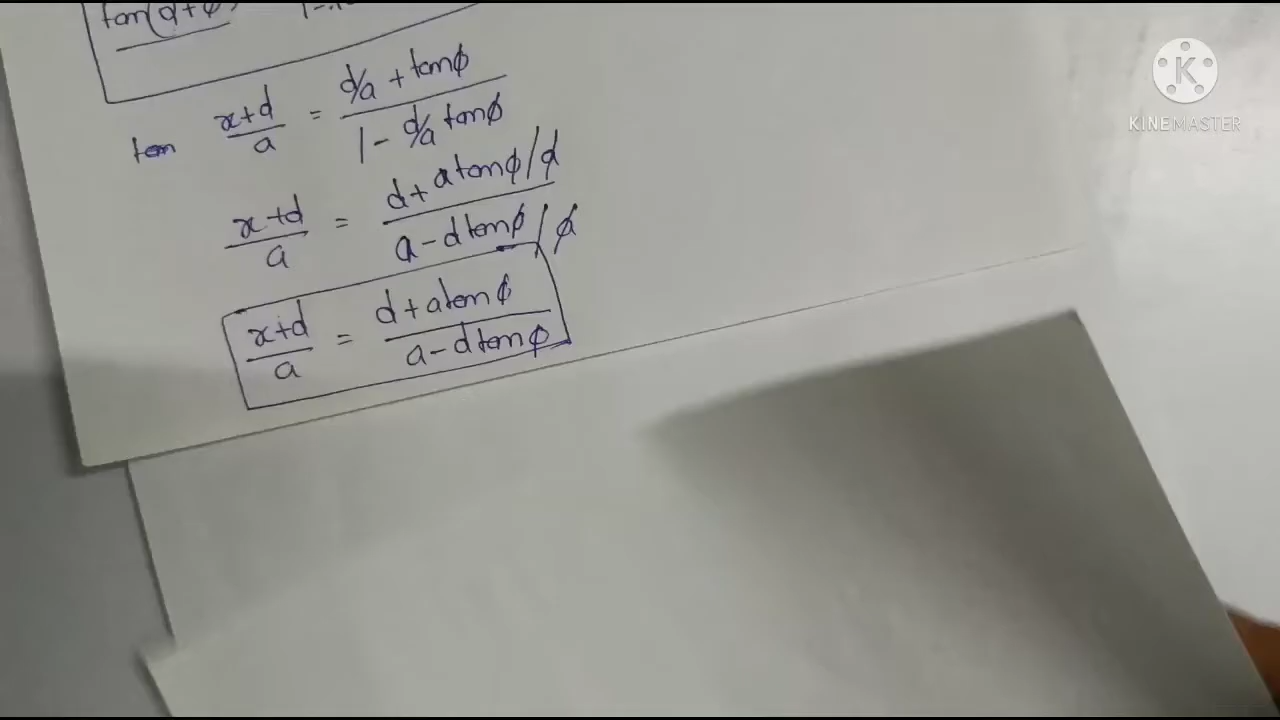 tan(α+φ)
tan x+d/a = d/a + tanφ / 1 - d/a tanφ
x+d/a = d+ a tanφ/a / a - d tanφ/a
x+d/a = d + a tanφ / a - d tanφ
KINEMASTER